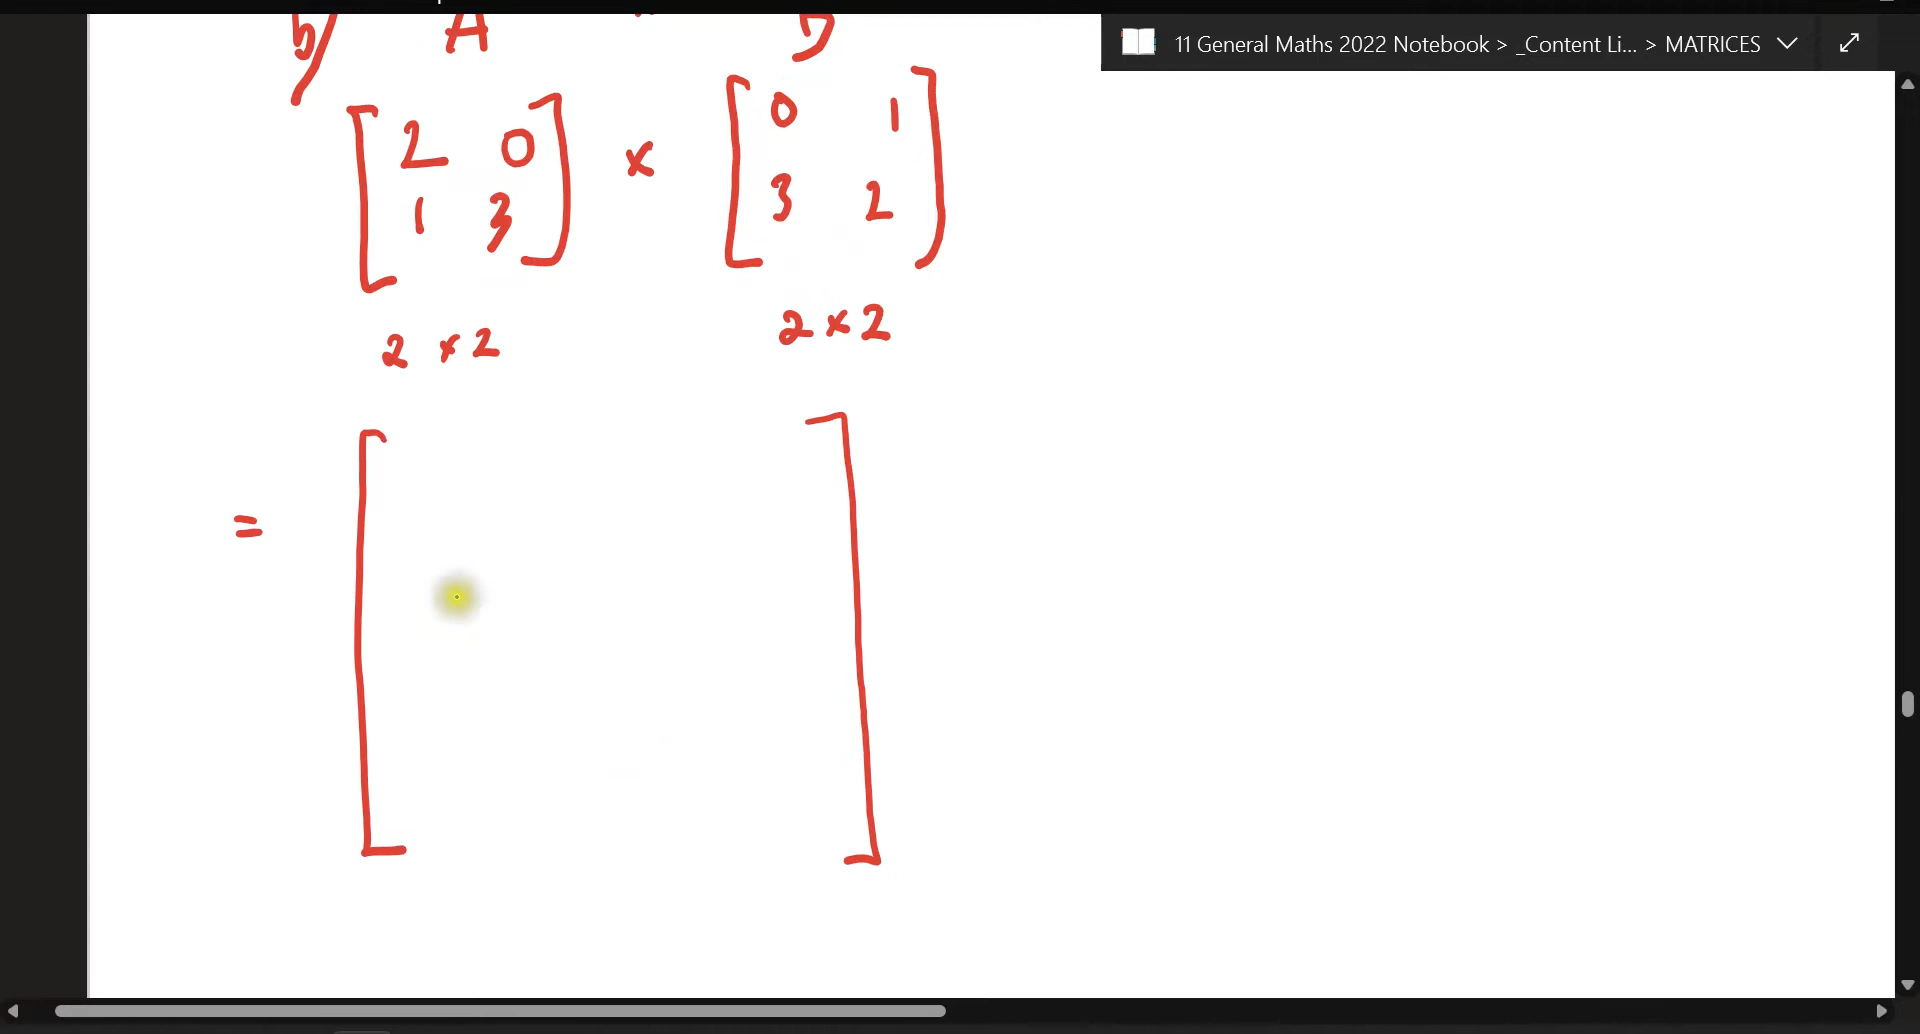 11 General Maths 2022 Notebook > _Content Li... > MATRICES
b) A × D
[2 0
1 3] × [0 1
3 2]
2 × 2 2 × 2
= [ ]